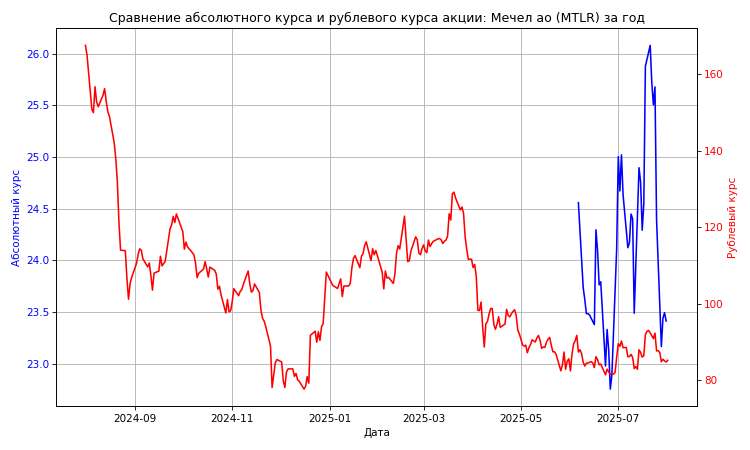 Сравнение абсолютного курса и рублевого курса акции: Мечел ао (MTLR) за год
26.0
25.5
25.0
24.5
24.0
23.5
23.0
Абсолютный курс
160
140
120
100
80
Рублевый курс
2024-09 2024-11 2025-01 2025-03 2025-05 2025-07
Дата